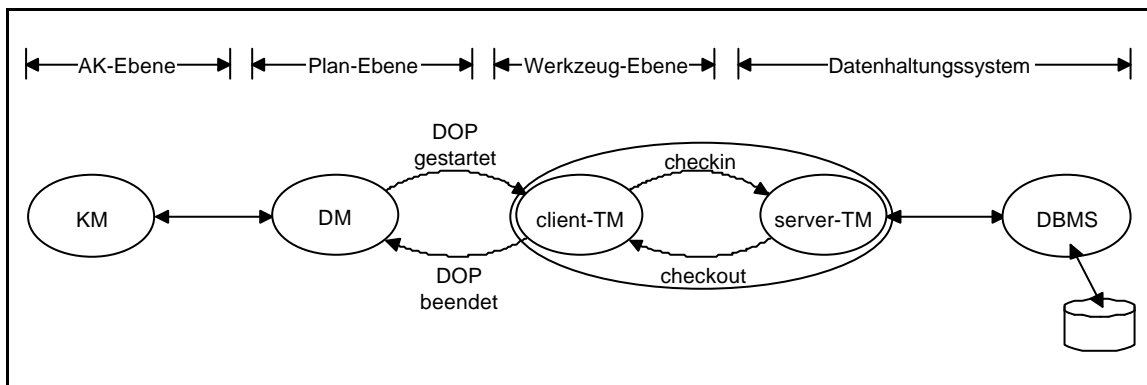 AK-Ebene
Plan-Ebene
Werkzeug-Ebene
Datenhaltungssystem
DOP
gestartet
checkin
KM
DM
client-TM
server-TM
DBMS
DOP
beendet
checkout